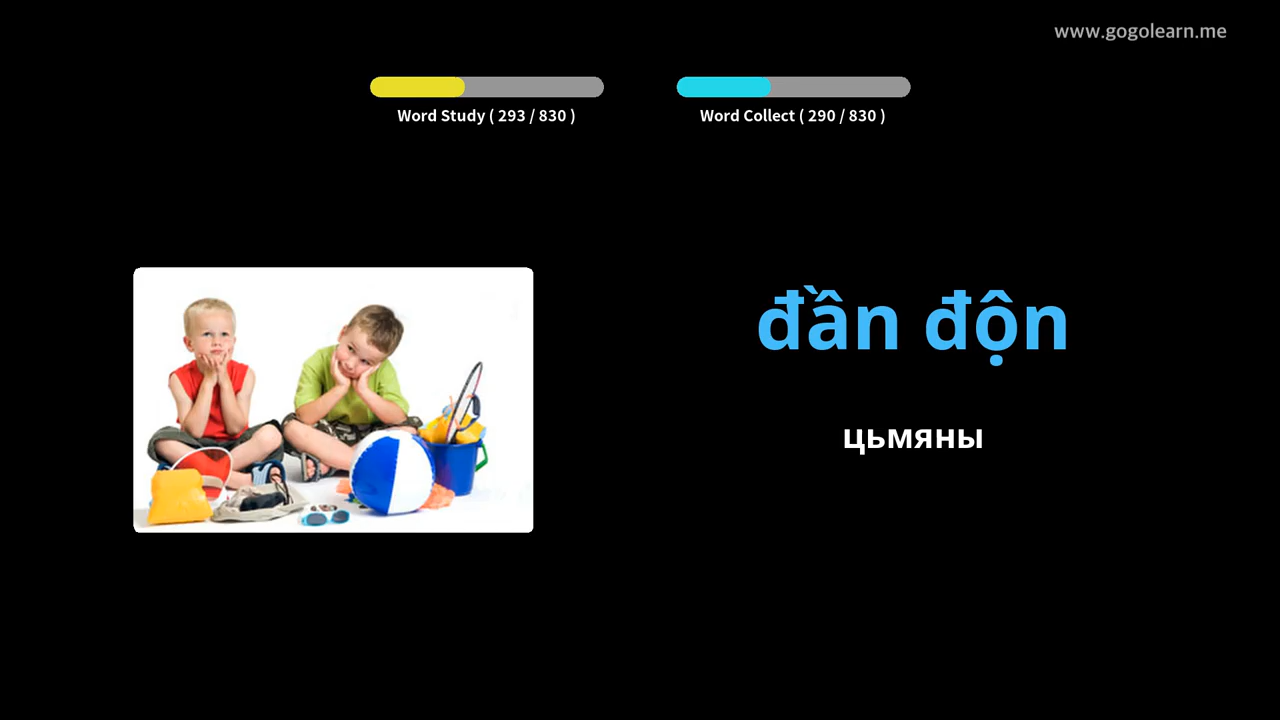 www.gogolearn.me
Word Study ( 293 / 830 )
Word Collect ( 290 / 830 )
đần độn
цьмяны